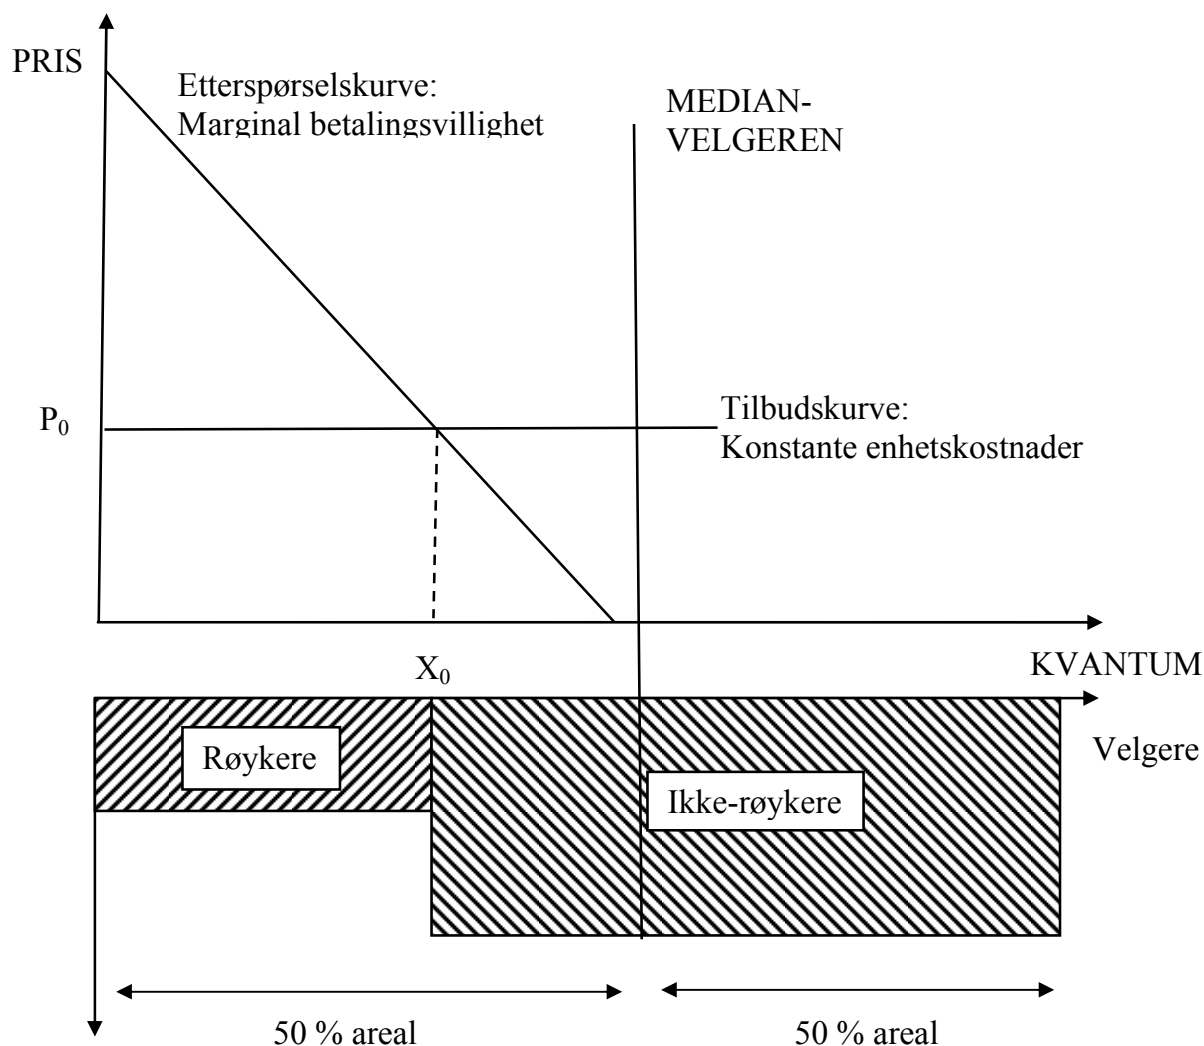 PRIS
Etterspørselskurve:
Marginal betalingsvillighet
MEDIAN-
VELGEREN
P₀
Tilbudskurve:
Konstante enhetskostnader
X₀
KVANTUM
Røykere
Velgere
Ikke-røykere
50 % areal
50 % areal